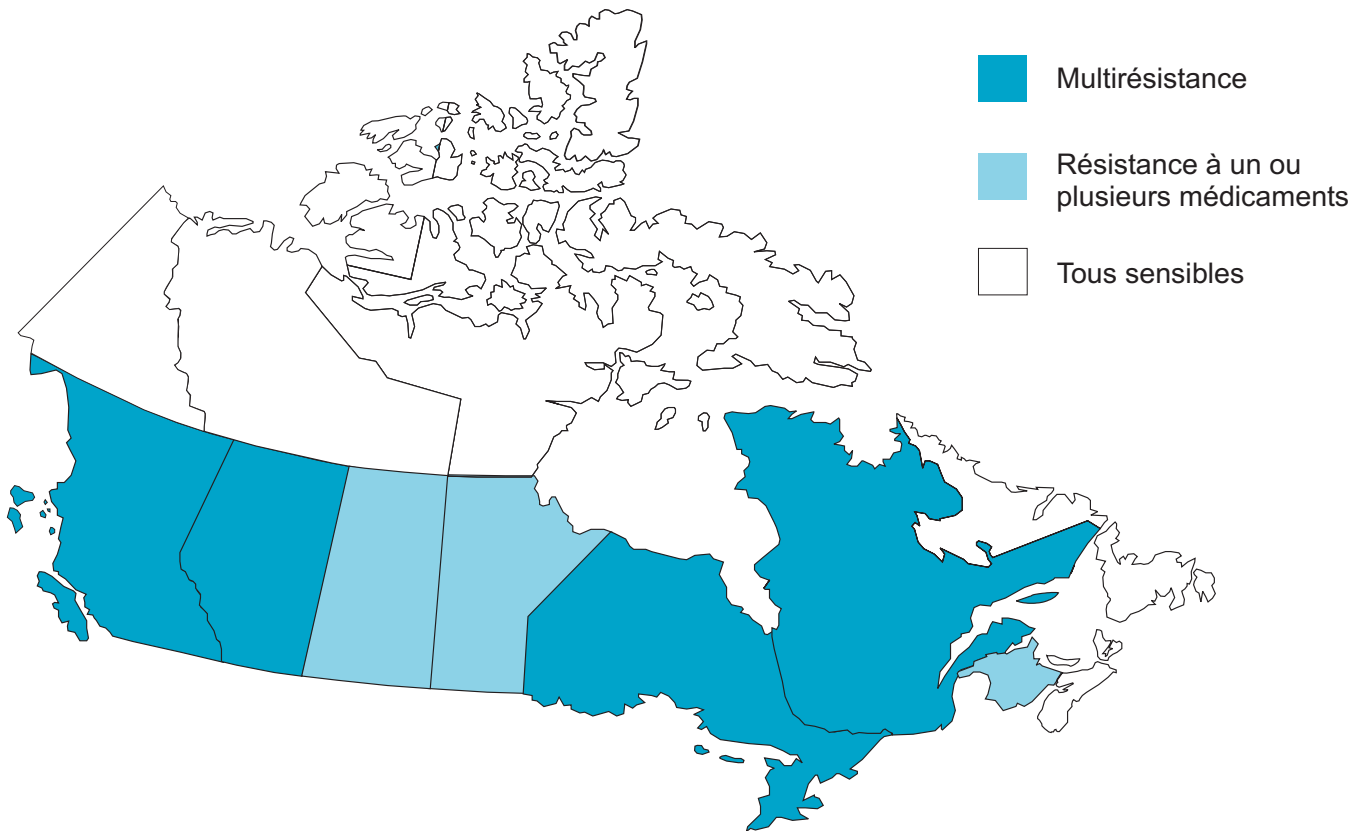 Multirésistance
Résistance à un ou
plusieurs médicaments
Tous sensibles